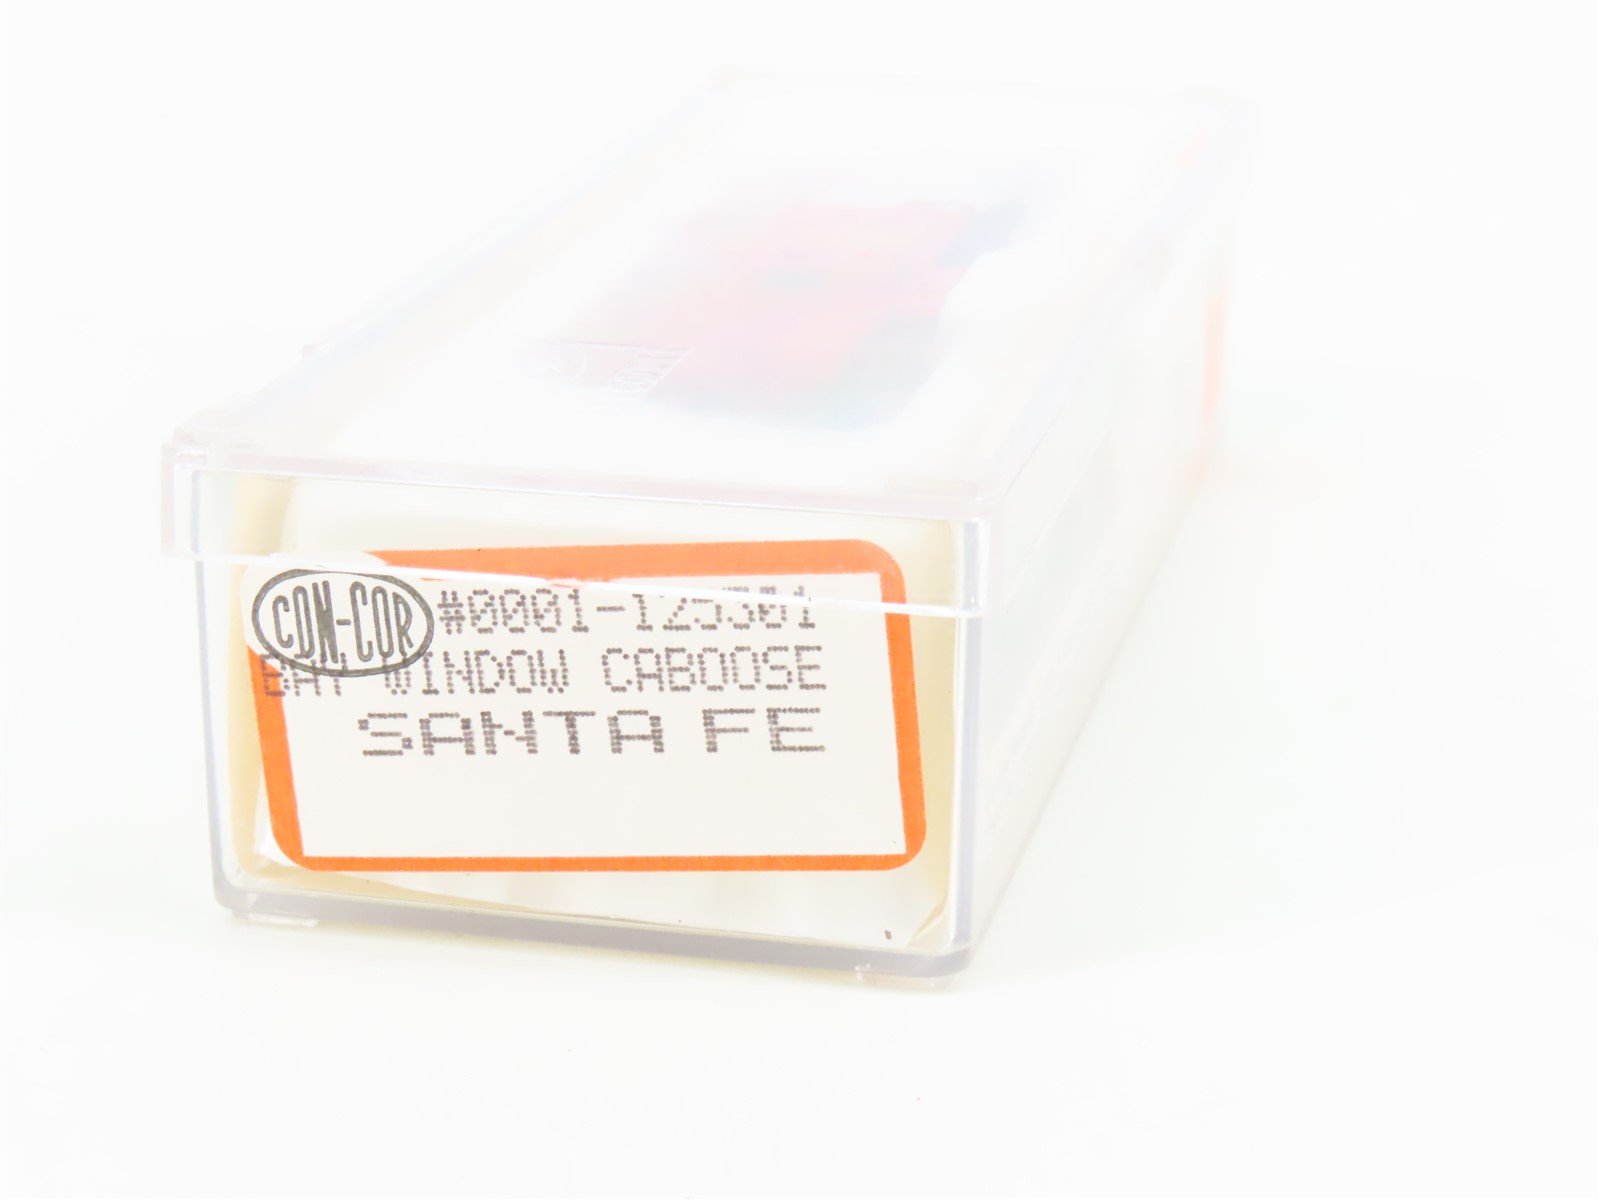 CON-COR #0001-125301
BAY WINDOW CABOOSE
SANTA FE